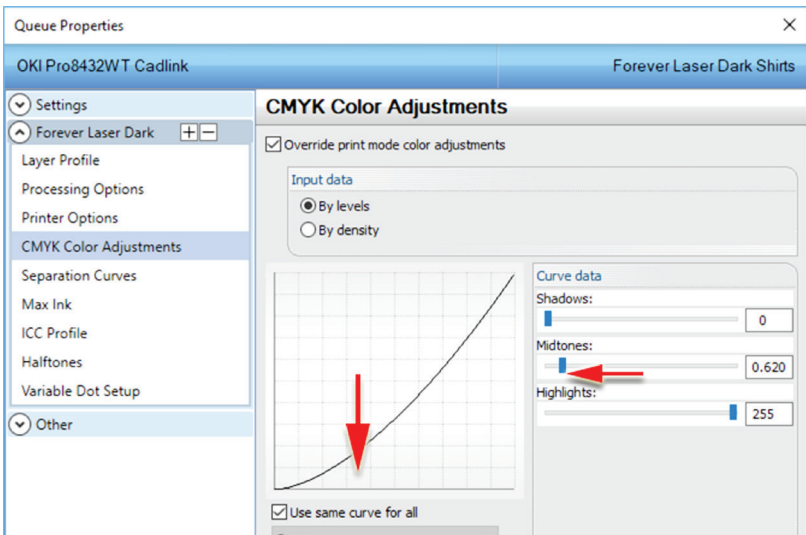 Queue Properties
OKI Pro8432WT Cadlink
Forever Laser Dark Shirts
Settings
Forever Laser Dark
Layer Profile
Processing Options
Printer Options
CMYK Color Adjustments
Separation Curves
Max Ink
ICC Profile
Halftones
Variable Dot Setup
Other
CMYK Color Adjustments
Override print mode color adjustments
Input data
By levels
By density
Use same curve for all
Curve data
Shadows:
0
Midtones:
0.620
Highlights:
255